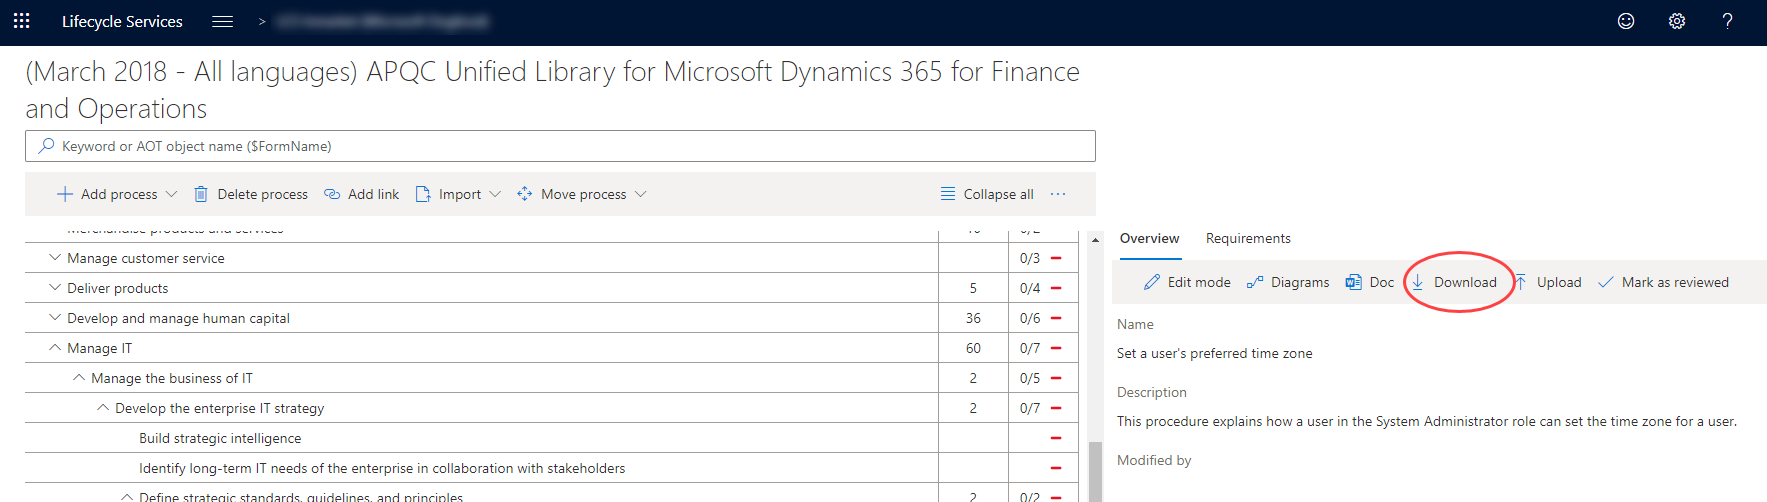 Lifecycle Services
>
?
(March 2018 - All languages) APQC Unified Library for Microsoft Dynamics 365 for Finance
and Operations
Keyword or AOT object name ($FormName)
Add process Delete process Add link Import Move process Collapse all ...
Merchandise products and services 10 0/2
Manage customer service 0/3
Deliver products 5 0/4
Develop and manage human capital 36 0/6
Manage IT 60 0/7
Manage the business of IT 2 0/5
Develop the enterprise IT strategy 2 0/7
Build strategic intelligence
Identify long-term IT needs of the enterprise in collaboration with stakeholders
Define strategic standards, guidelines, and principles 2 0/2
Overview Requirements
Edit mode Diagrams Doc Download Upload Mark as reviewed
Name
Set a user's preferred time zone
Description
This procedure explains how a user in the System Administrator role can set the time zone for a user.
Modified by